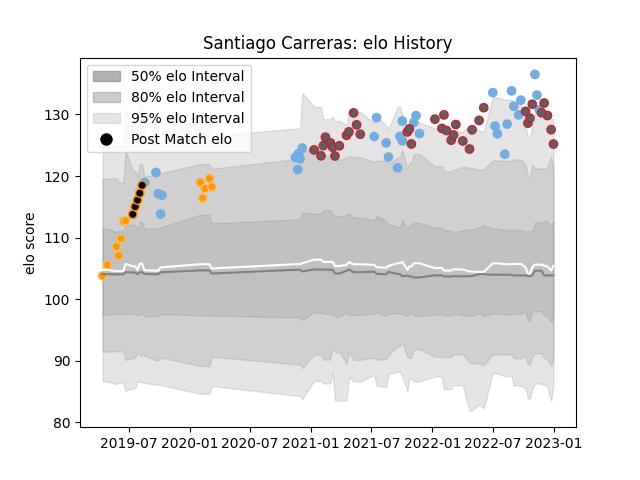 Santiago Carreras: elo History
50% elo Interval
80% elo Interval
95% elo Interval
Post Match elo
elo score
130
120
110
100
90
80
2019-07 2020-01 2020-07 2021-01 2021-07 2022-01 2022-07 2023-01